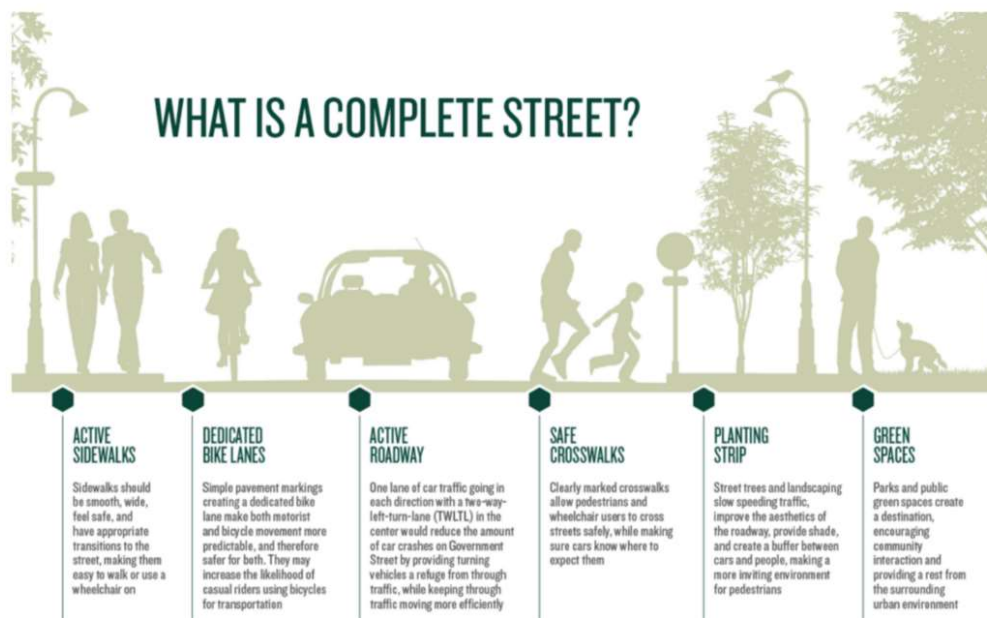 WHAT IS A COMPLETE STREET?
ACTIVE
SIDEWALKS
Sidewalks should
be smooth, wide,
feel safe, and
have appropriate
transitions to the
street, making them
easy to walk or use a
wheelchair on
DEDICATED
BIKE LANES
Simple pavement markings
creating a dedicated bike
lane make both motorist
and bicycle movement more
predictable, and therefore
safer for both. They may
increase the likelihood of
casual riders using bicycles
for transportation
ACTIVE
ROADWAY
One lane of car traffic going in
each direction with a two-way-
left-turn-lane (TWLTL) in the
center would reduce the amount
of car crashes on Government
Street by providing turning
vehicles a refuge from through
traffic, while keeping through
traffic moving more efficiently
SAFE
CROSSWALKS
Clearly marked crosswalks
allow pedestrians and
wheelchair users to cross
streets safely, while making
sure cars know where to
expect them
PLANTING
STRIP
Street trees and landscaping
slow speeding traffic,
improve the aesthetics of
the roadway, provide shade,
and create a buffer between
cars and people, making a
more inviting environment
for pedestrians
GREEN
SPACES
Parks and public
green spaces create
a destination,
encouraging
community
interaction and
providing a rest from
the surrounding
urban environment